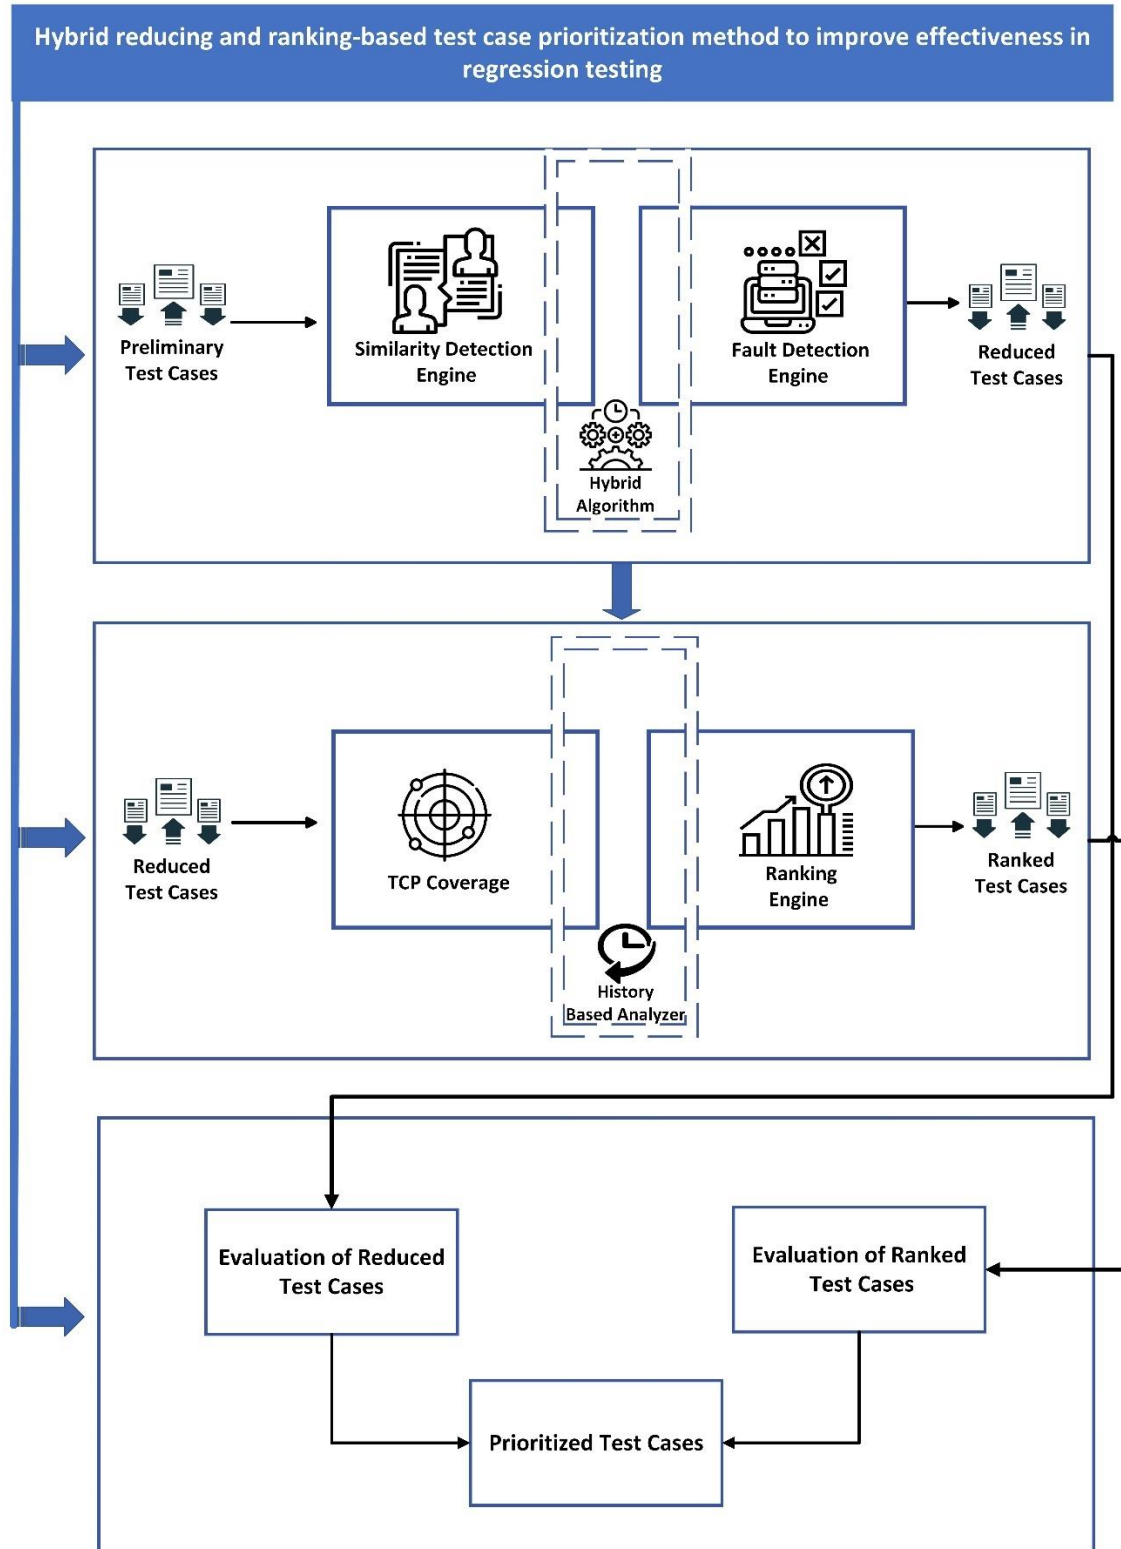 Hybrid reducing and ranking-based test case prioritization method to improve effectiveness in
regression testing
Preliminary
Test Cases
Similarity Detection
Engine
Fault Detection
Engine
Reduced
Test Cases
Hybrid
Algorithm
Reduced
Test Cases
TCP Coverage
Ranking
Engine
Ranked
Test Cases
History
Based Analyzer
Evaluation of Reduced
Test Cases
Evaluation of Ranked
Test Cases
Prioritized Test Cases